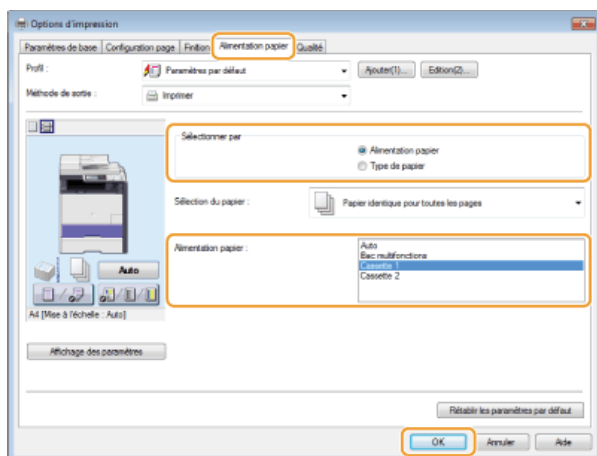 Options d'impression
Paramètres de base Configuration page Finition Alimentation papier Qualité
Profil : Paramètres par défaut Ajouter(1)... Edition(2)...
Méthode de sortie : Imprimer
Sélectionner par
Alimentation papier
Type de papier
Sélection du papier : Papier identique pour toutes les pages
Alimentation papier : Auto
Bac multifonctions
Cassette 1
Cassette 2
Auto
A4 [Mise à l'échelle : Auto]
Affichage des paramètres
Rétablir les paramètres par défaut
OK Annuler Aide